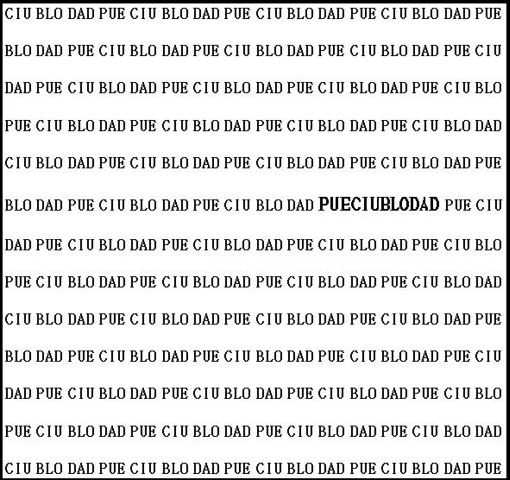 CIU BLO DAD PUE CIU BLO DAD PUE CIU BLO DAD PUE CIU BLO DAD PUE
BLO DAD PUE CIU BLO DAD PUE CIU BLO DAD PUE CIU BLO DAD PUE CIU
DAD PUE CIU BLO DAD PUE CIU BLO DAD PUE CIU BLO DAD PUE CIU BLO
PUE CIU BLO DAD PUE CIU BLO DAD PUE CIU BLO DAD PUE CIU BLO DAD
CIU BLO DAD PUE CIU BLO DAD PUE CIU BLO DAD PUE CIU BLO DAD PUE
BLO DAD PUE CIU BLO DAD PUE CIU BLO DAD PUECIUBLODAD PUE CIU
DAD PUE CIU BLO DAD PUE CIU BLO DAD PUE CIU BLO DAD PUE CIU BLO
PUE CIU BLO DAD PUE CIU BLO DAD PUE CIU BLO DAD PUE CIU BLO DAD
CIU BLO DAD PUE CIU BLO DAD PUE CIU BLO DAD PUE CIU BLO DAD PUE
BLO DAD PUE CIU BLO DAD PUE CIU BLO DAD PUE CIU BLO DAD PUE CIU
DAD PUE CIU BLO DAD PUE CIU BLO DAD PUE CIU BLO DAD PUE CIU BLO
PUE CIU BLO DAD PUE CIU BLO DAD PUE CIU BLO DAD PUE CIU BLO DAD
CIU BLO DAD PUE CIU BLO DAD PUE CIU BLO DAD PUE CIU BLO DAD PUE